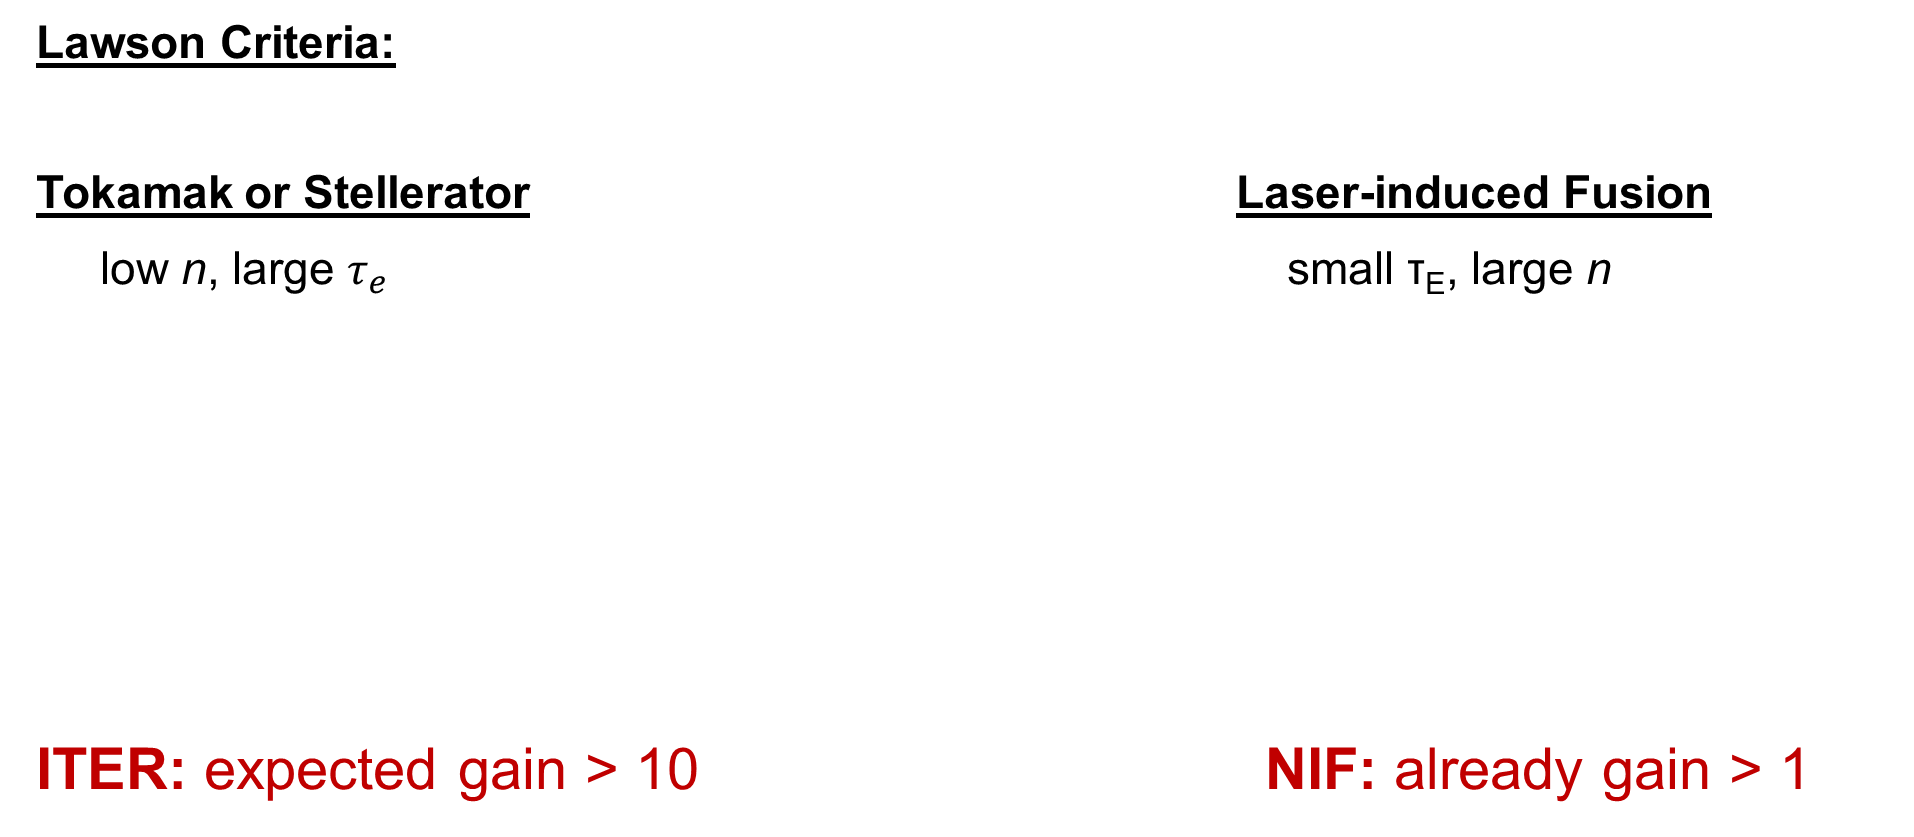 Lawson Criteria:
Tokamak or Stellerator
low n, large τₑ
Laser-induced Fusion
small τE, large n
ITER: expected gain > 10
NIF: already gain > 1